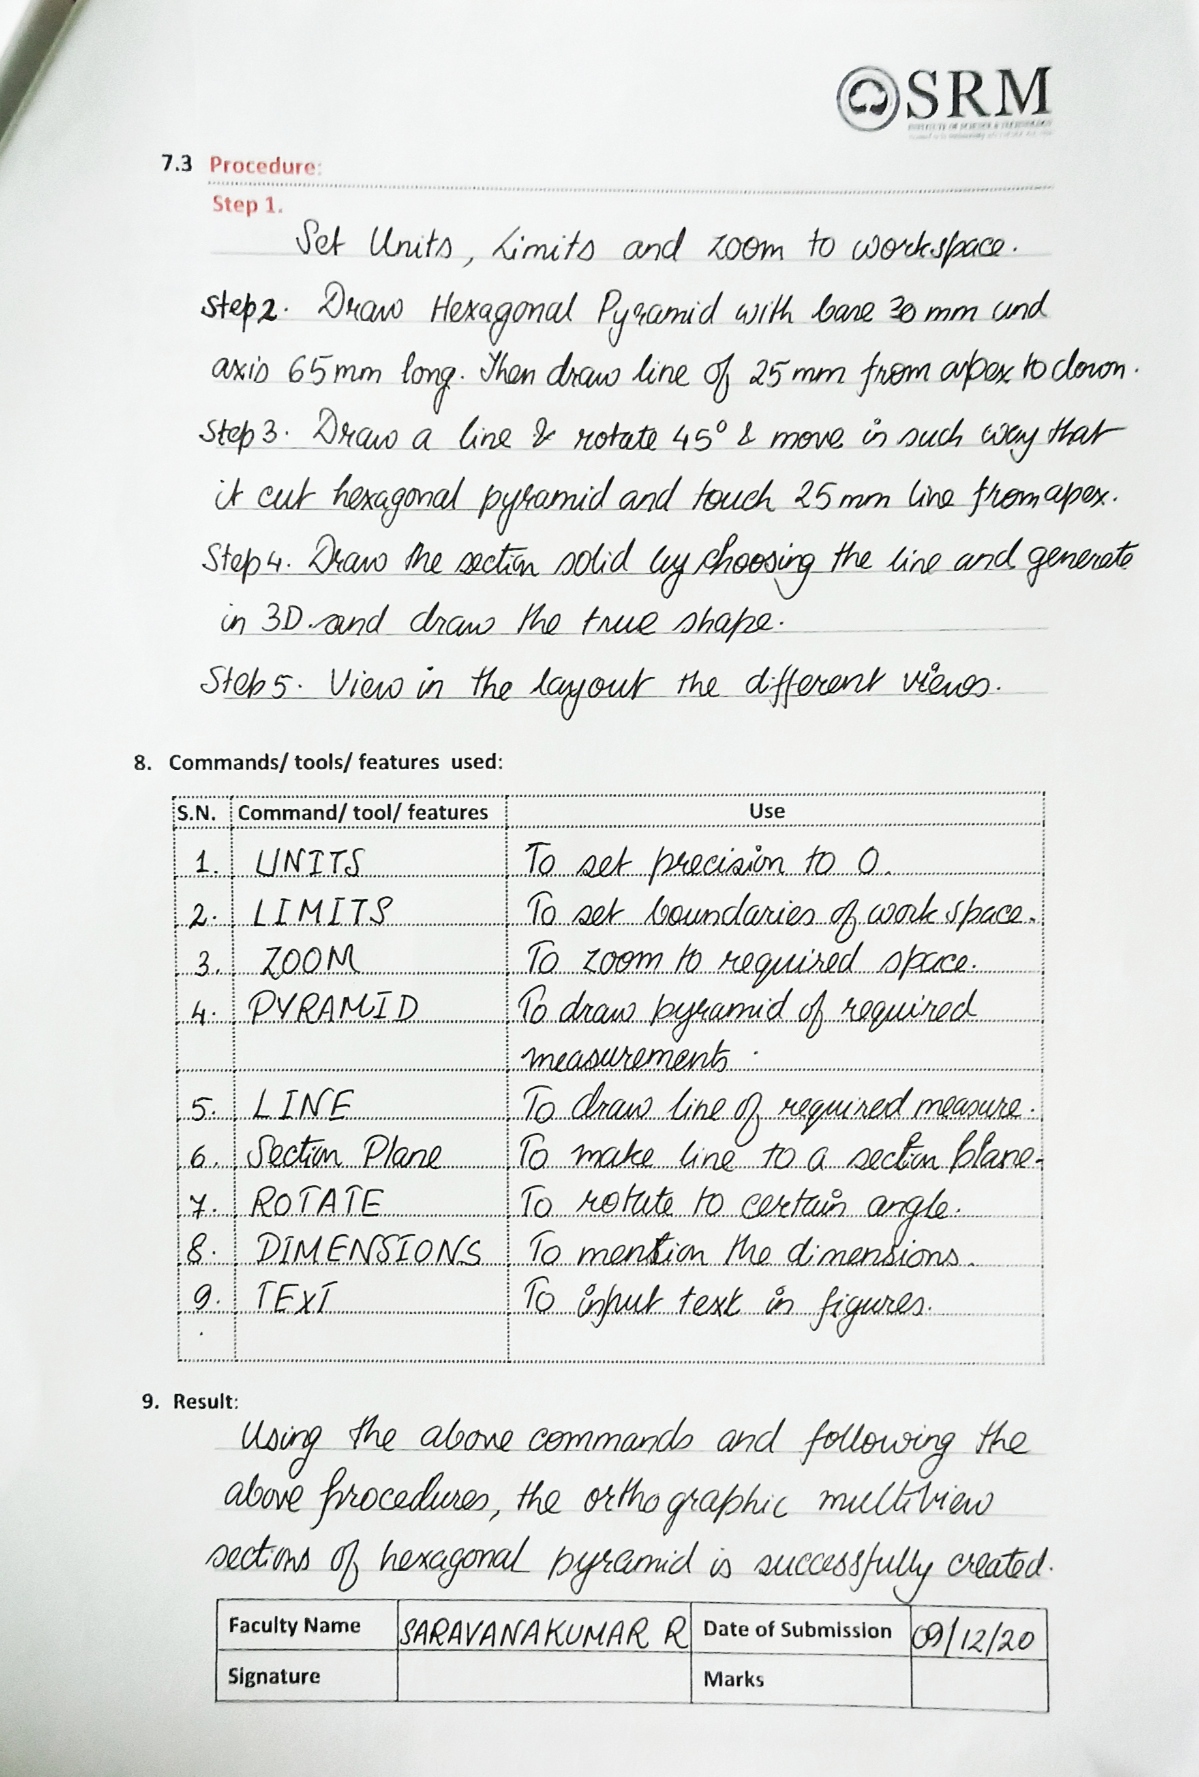 SRM
INSTITUTE OF SCIENCE & TECHNOLOGY
7.3 Procedure:
Step 1.
Set Units, Limits and zoom to workspace.
Step2. Draw Hexagonal Pyramid with base 30 mm and
axis 65mm long. Then draw line of 25 mm from apex to down.
Step 3. Draw a line & rotate 45° & move in such way that
it cut hexagonal pyramid and touch 25 mm line from apex.
Step 4. Draw the section solid by choosing the line and generate
in 3D. and draw the true shape.
Step 5. View in the layout the different views.
8. Commands/ tools/ features used:
S.N. Command/ tool/ features Use
1. UNITS To set precision to 0.
2. LIMITS To set boundaries of work space.
3. ZOOM To zoom to required space.
4. PYRAMID To draw pyramid of required
measurements.
5. LINE To draw line of required measure.
6. Section Plane To make line to a section plane.
7. ROTATE To rotate to certain angle.
8. DIMENSIONS To mention the dimensions.
9. TEXT To input text in figures.
9. Result:
Using the above commands and following the
above procedures, the orthographic multiview
sections of hexagonal pyramid is successfully created.
Faculty Name SARAVANAKUMAR R Date of Submission 09/12/20
Signature Marks